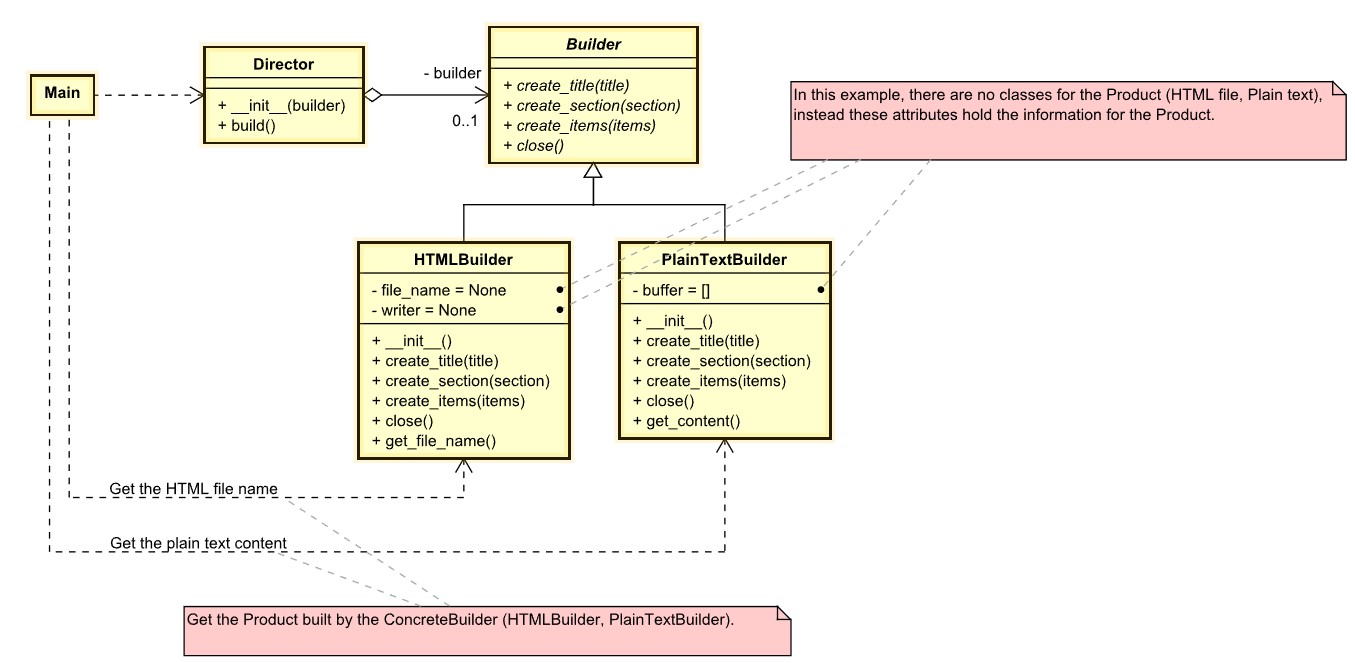 Main
Director
+ __init__(builder)
+ build()
- builder
0..1
Builder
+ create_title(title)
+ create_section(section)
+ create_items(items)
+ close()
In this example, there are no classes for the Product (HTML file, Plain text),
instead these attributes hold the information for the Product.
HTMLBuilder
- file_name = None
- writer = None
+ __init__()
+ create_title(title)
+ create_section(section)
+ create_items(items)
+ close()
+ get_file_name()
PlainTextBuilder
- buffer = []
+ __init__()
+ create_title(title)
+ create_section(section)
+ create_items(items)
+ close()
+ get_content()
Get the HTML file name
Get the plain text content
Get the Product built by the ConcreteBuilder (HTMLBuilder, PlainTextBuilder).